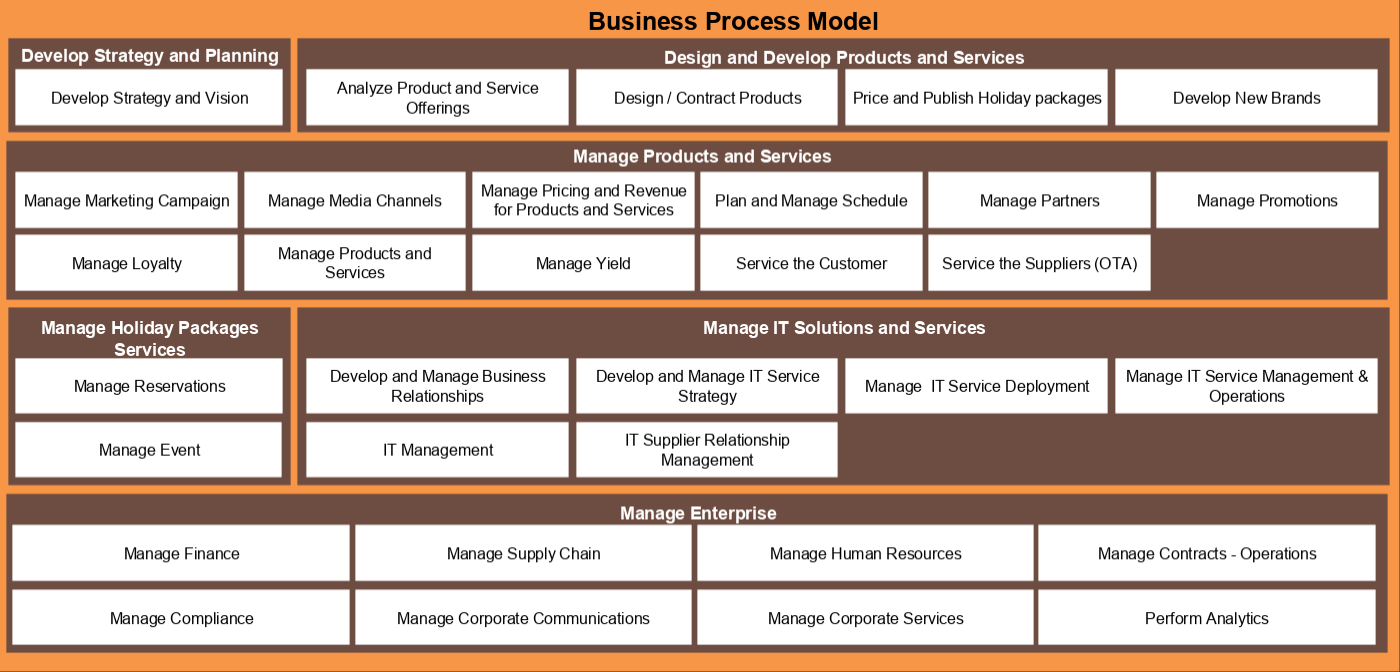 Business Process Model
Develop Strategy and Planning
Develop Strategy and Vision
Design and Develop Products and Services
Analyze Product and Service
Offerings
Design / Contract Products
Price and Publish Holiday packages
Develop New Brands
Manage Products and Services
Manage Marketing Campaign
Manage Media Channels
Manage Pricing and Revenue
for Products and Services
Plan and Manage Schedule
Manage Partners
Manage Promotions
Manage Loyalty
Manage Products and
Services
Manage Yield
Service the Customer
Service the Suppliers (OTA)
Manage Holiday Packages
Services
Manage Reservations
Manage Event
Manage IT Solutions and Services
Develop and Manage Business
Relationships
Develop and Manage IT Service
Strategy
Manage  IT Service Deployment
Manage IT Service Management &
Operations
IT Management
IT Supplier Relationship
Management
Manage Enterprise
Manage Finance
Manage Supply Chain
Manage Human Resources
Manage Contracts - Operations
Manage Compliance
Manage Corporate Communications
Manage Corporate Services
Perform Analytics